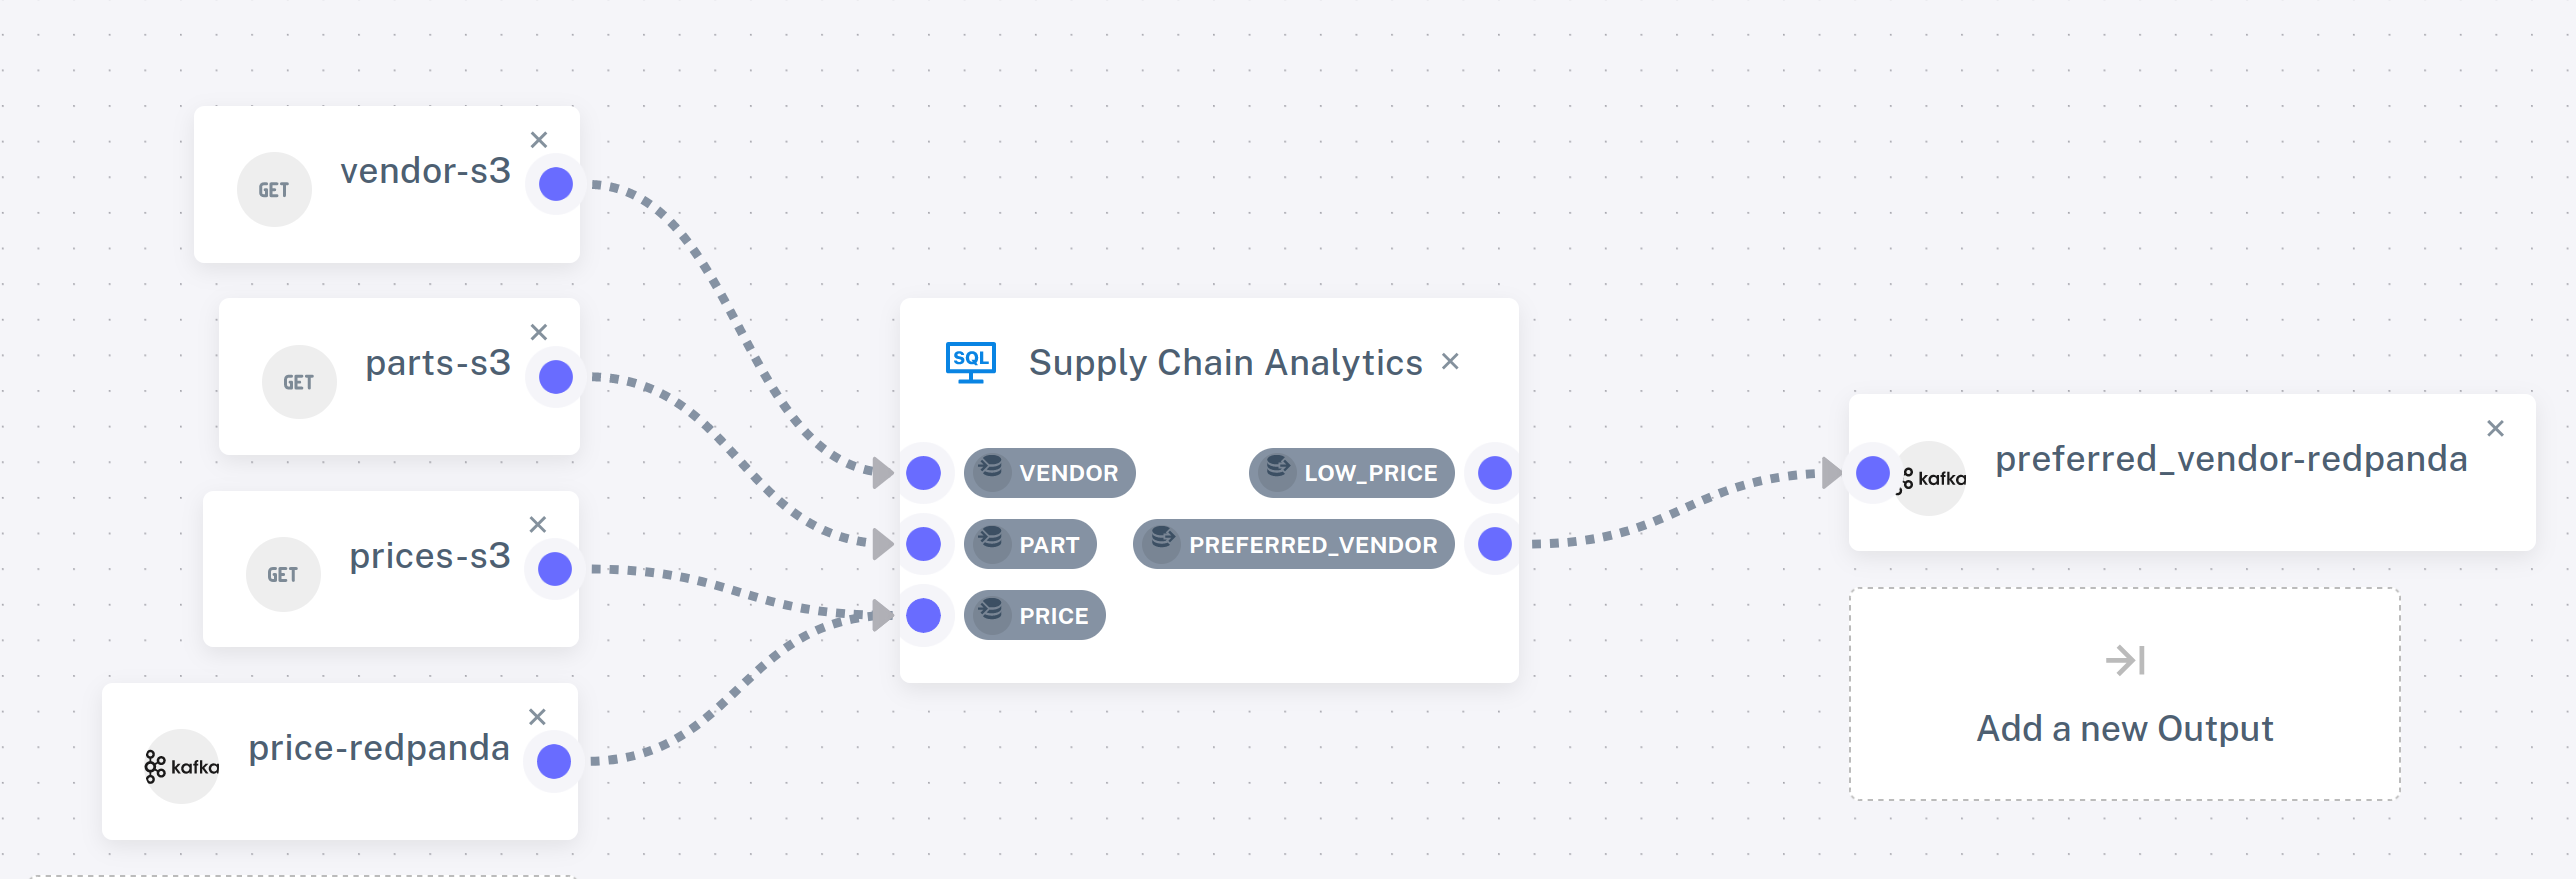 GET vendor-s3
GET parts-s3
GET prices-s3
kafka price-redpanda
SQL Supply Chain Analytics
VENDOR LOW_PRICE
PART PREFERRED_VENDOR
PRICE
kafka preferred_vendor-redpanda
Add a new Output